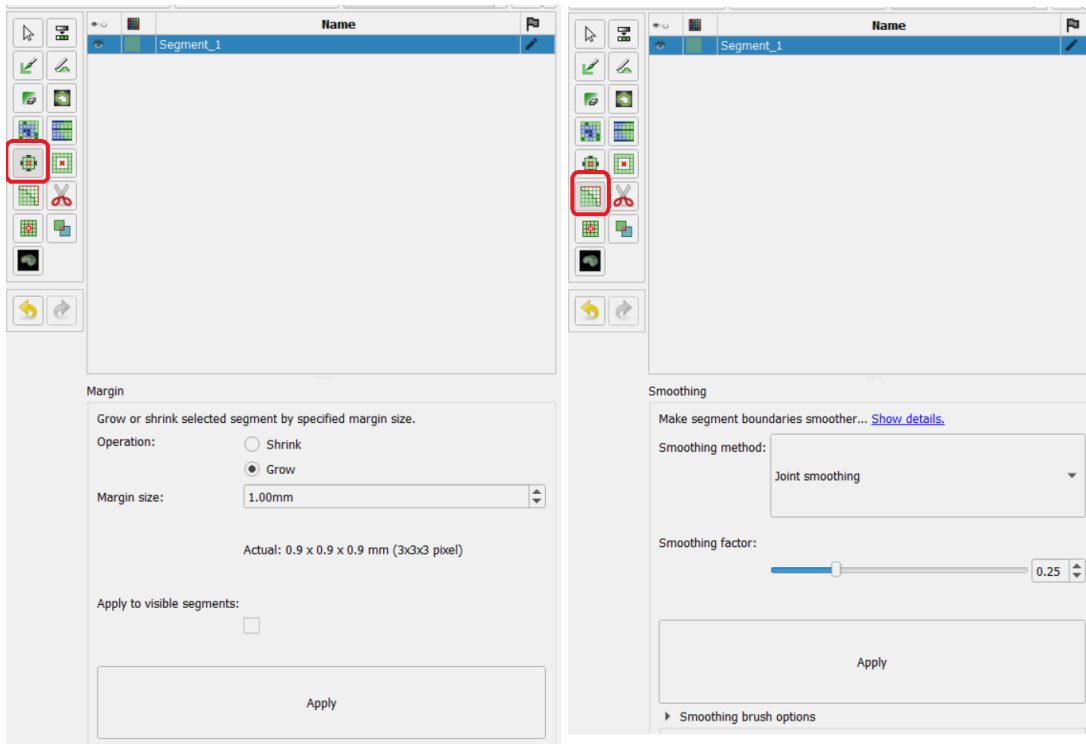 Name
Segment_1
Margin
Grow or shrink selected segment by specified margin size.
Operation:
Shrink
Grow
Margin size:
1.00mm
Actual: 0.9 x 0.9 x 0.9 mm (3x3x3 pixel)
Apply to visible segments:
Apply
Name
Segment_1
Smoothing
Make segment boundaries smoother... Show details.
Smoothing method:
Joint smoothing
Smoothing factor:
0.25
Apply
Smoothing brush options